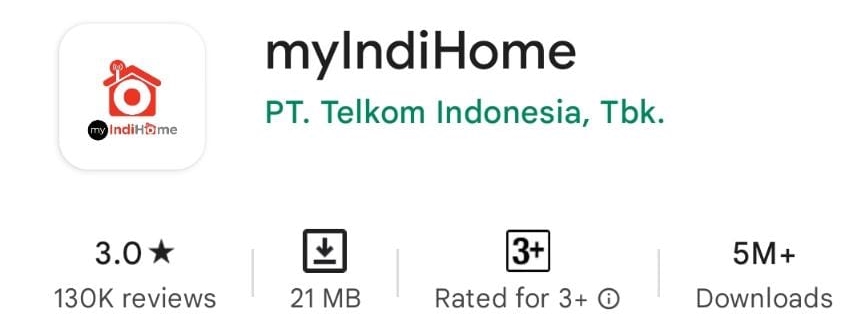 myIndiHome
PT. Telkom Indonesia, Tbk.
my IndiHome
3.0 ★
130K reviews
21 MB
3+
Rated for 3+
5M+
Downloads